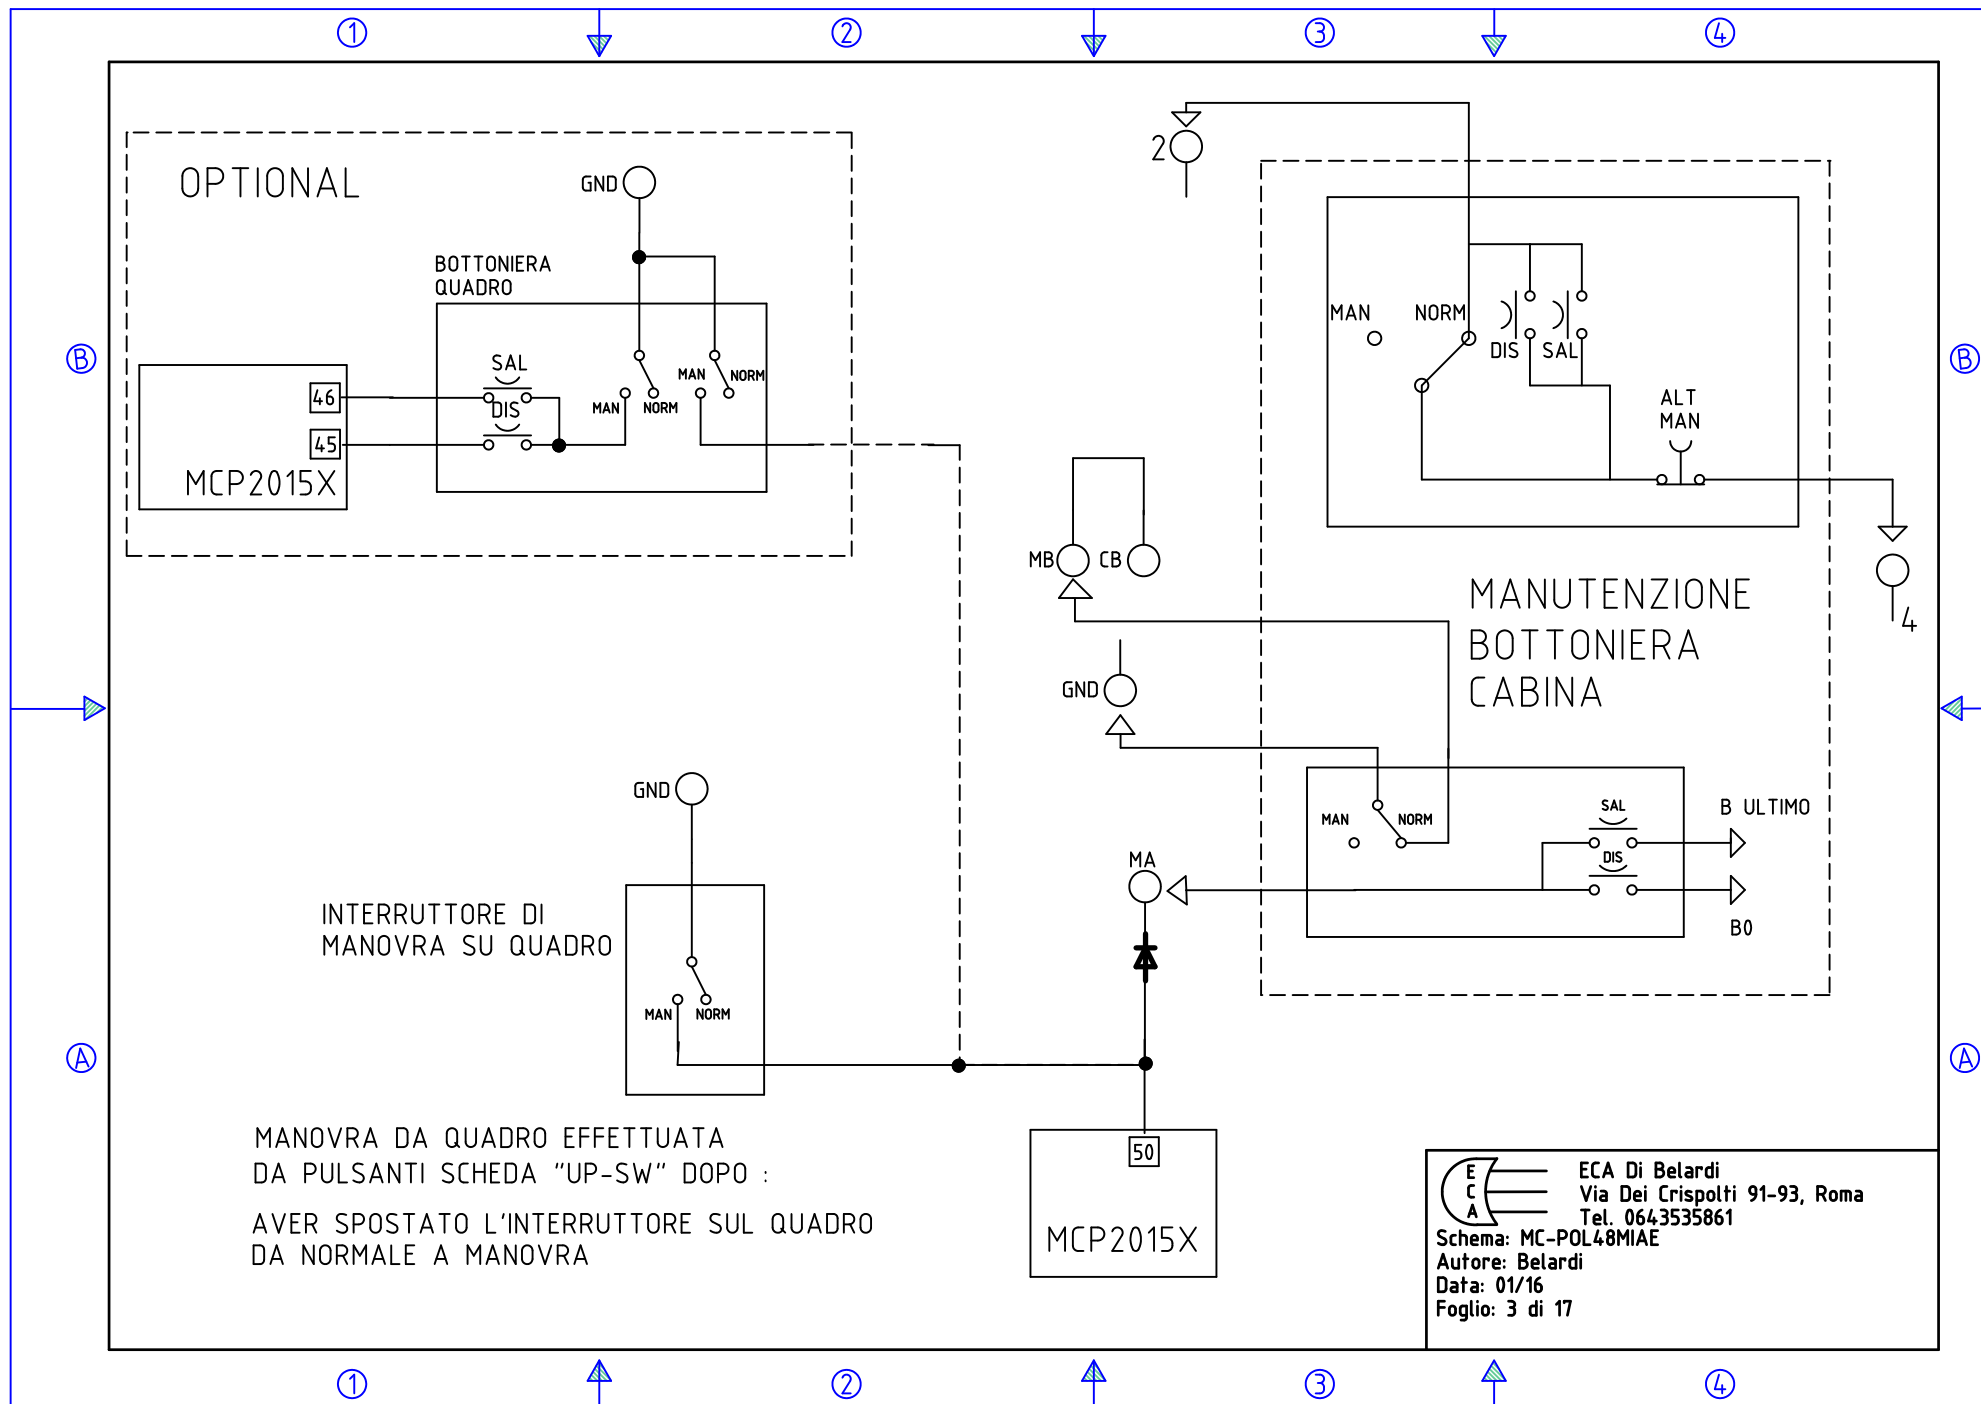 1 2 3 4
OPTIONAL
GND
BOTTONIERA
QUADRO
SAL
DIS
MAN NORM
MAN NORM
46
45
MCP2015X
B
2
MAN NORM
DIS SAL
ALT
MAN
B
MB CB
4
MANUTENZIONE
BOTTONIERA
CABINA
GND
GND
MAN NORM
SAL
DIS
B ULTIMO
B0
MA
INTERRUTTORE DI
MANOVRA SU QUADRO
MAN NORM
A
A
MANOVRA DA QUADRO EFFETTUATA
DA PULSANTI SCHEDA "UP-SW" DOPO :
AVER SPOSTATO L'INTERRUTTORE SUL QUADRO
DA NORMALE A MANOVRA
50
MCP2015X
E
C
A
ECA Di Belardi
Via Dei Crispolti 91-93, Roma
Tel. 0643535861
Schema: MC-POL48MIAE
Autore: Belardi
Data: 01/16
Foglio: 3 di 17
1 2 3 4